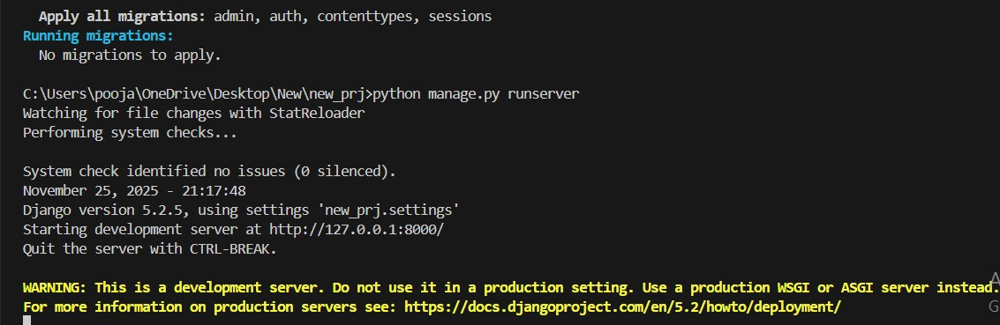 Apply all migrations: admin, auth, contenttypes, sessions
Running migrations:
No migrations to apply.
C:\Users\pooja\OneDrive\Desktop\New\new_prj>python manage.py runserver
Watching for file changes with StatReloader
Performing system checks...
System check identified no issues (0 silenced).
November 25, 2025 - 21:17:48
Django version 5.2.5, using settings 'new_prj.settings'
Starting development server at http://127.0.0.1:8000/
Quit the server with CTRL-BREAK.
WARNING: This is a development server. Do not use it in a production setting. Use a production WSGI or ASGI server instead.
For more information on production servers see: https://docs.djangoproject.com/en/5.2/howto/deployment/